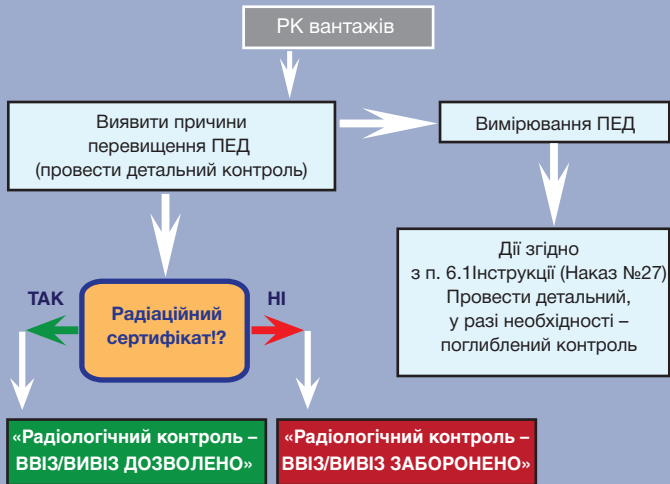 РК вантажів
Виявити причини
перевищення ПЕД
(провести детальний контроль)
Вимірювання ПЕД
Дії згідно
з п. 6.1Інструкції (Наказ №27)
Провести детальний,
у разі необхідності –
поглиблений контроль
ТАК
Радіаційний
сертифікат!?
НІ
«Радіологічний контроль –
ВВІЗ/ВИВІЗ ДОЗВОЛЕНО»
«Радіологічний контроль –
ВВІЗ/ВИВІЗ ЗАБОРОНЕНО»